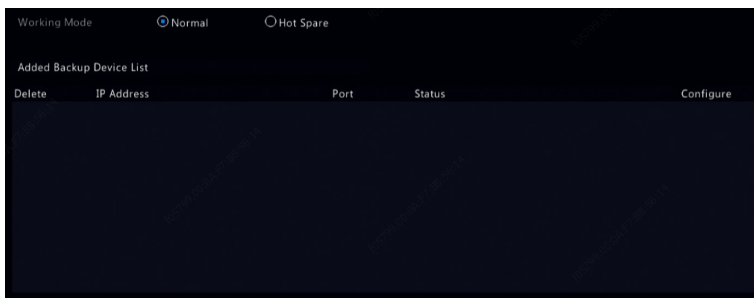 Working Mode Normal Hot Spare
Added Backup Device List
Delete IP Address Port Status Configure